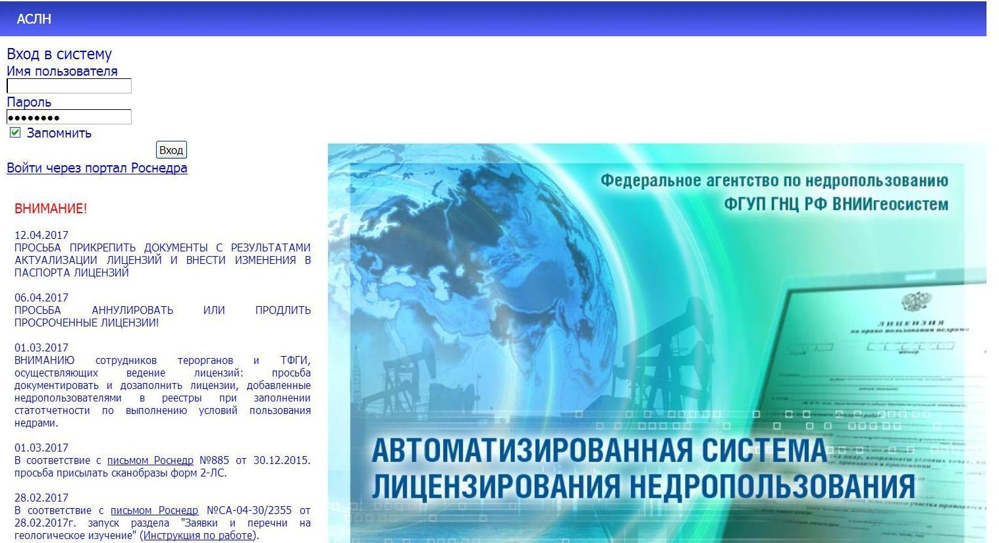 АСЛН
Вход в систему
Имя пользователя
Пароль
Запомнить
Вход
Войти через портал Роснедра
ВНИМАНИЕ!
12.04.2017
ПРОСЬБА ПРИКРЕПИТЬ ДОКУМЕНТЫ С РЕЗУЛЬТАТАМИ
АКТУАЛИЗАЦИИ ЛИЦЕНЗИЙ И ВНЕСТИ ИЗМЕНЕНИЯ В
ПАСПОРТА ЛИЦЕНЗИЙ
06.04.2017
ПРОСЬБА АННУЛИРОВАТЬ ИЛИ ПРОДЛИТЬ
ПРОСРОЧЕННЫЕ ЛИЦЕНЗИИ!
01.03.2017
ВНИМАНИЮ сотрудников терорганов и ТФГИ,
осуществляющих ведение лицензий: просьба
документировать и дозаполнить лицензии, добавленные
недропользователями в реестры при заполнении
статотчетности по выполнению условий пользования
недрами.
01.03.2017
В соответствие с письмом Роснедр №885 от 30.12.2015.
просьба присылать сканобразы форм 2-ЛС.
28.02.2017
В соответствие с письмом Роснедр №СА-04-30/2355 от
28.02.2017г. запуск раздела "Заявки и перечни на
геологическое изучение" (Инструкция по работе).
Федеральное агентство по недропользованию
ФГУП ГНЦ РФ ВНИИгеосистем
ЛИЦЕНЗИЯ
на право пользования недрами
номер
АВТОМАТИЗИРОВАННАЯ СИСТЕМА
ЛИЦЕНЗИРОВАНИЯ НЕДРОПОЛЬЗОВАНИЯ